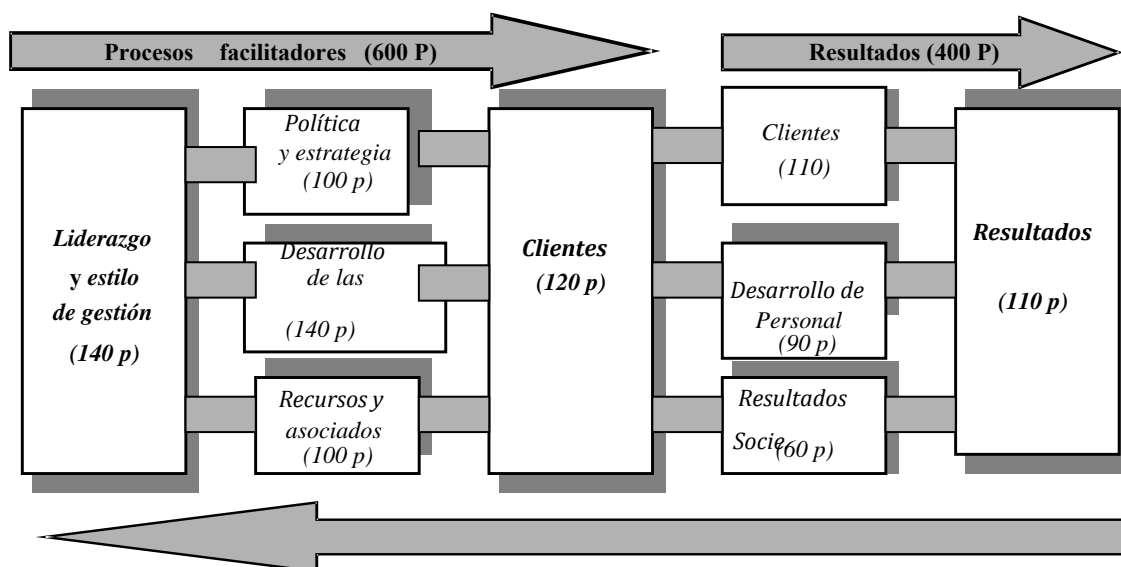 Procesos facilitadores (600 P)
Resultados (400 P)
Liderazgo
y estilo
de gestión
(140 p)
Política
y estrategia
(100 p)
Desarrollo
de las
(140 p)
Recursos y
asociados
(100 p)
Clientes
(120 p)
Clientes
(110)
Desarrollo de
Personal
(90 p)
Resultados
Socie.
(60 p)
Resultados
(110 p)